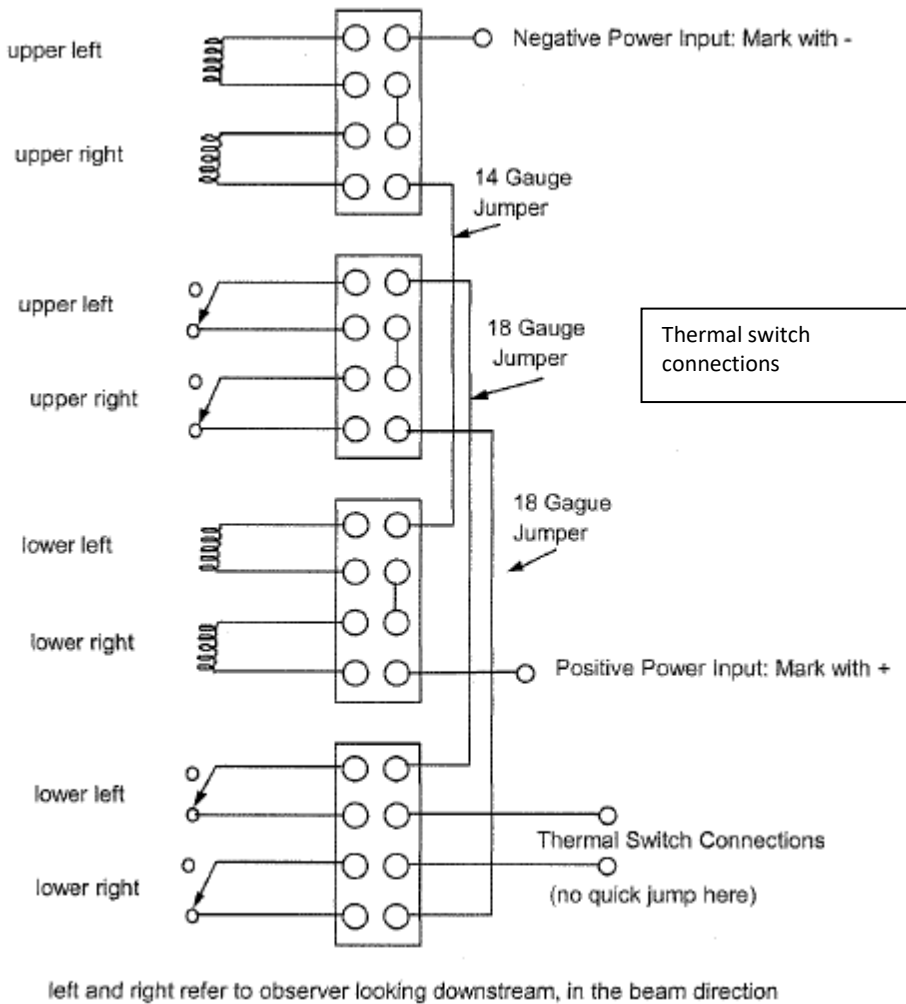 upper left
Negative Power Input: Mark with -
upper right
14 Gauge
Jumper
upper left
18 Gauge
Jumper
Thermal switch
connections
upper right
18 Gague
Jumper
lower left
lower right
Positive Power Input: Mark with +
lower left
Thermal Switch Connections
lower right
(no quick jump here)
left and right refer to observer looking downstream, in the beam direction